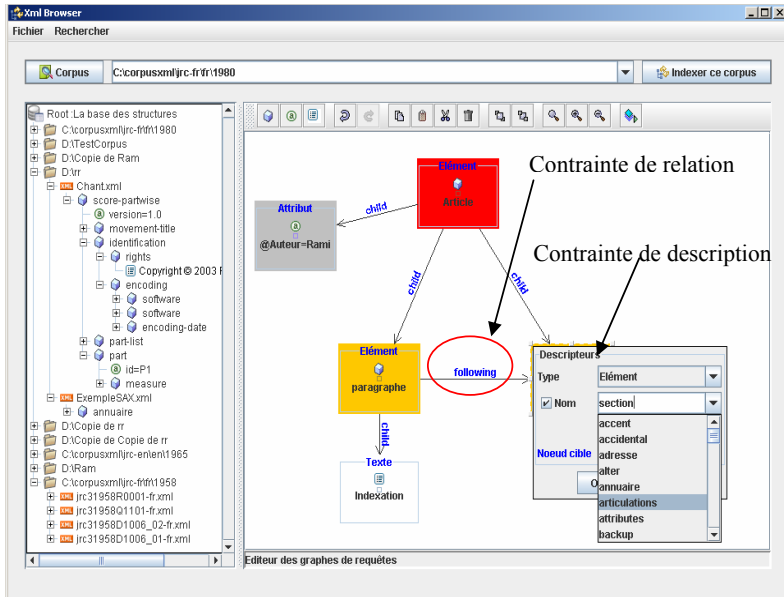 Xml Browser
Fichier Rechercher
Corpus C:\corpusxml\jrc-fr\fr\1980 Indexer ce corpus
Root :La base des structures
C:\corpusxml\jrc-fr\fr\1980
D:\TestCorpus
D:\Copie de Ram
D:\rr
Chant.xml
score-partwise
version=1.0
movement-title
identification
rights
Copyright © 2003
encoding
software
software
encoding-date
part-list
part
id=P1
measure
ExempleSAX.xml
annuaire
D:\Copie de rr
D:\Copie de Copie de rr
C:\corpusxml\jrc-en\en\1965
D:\Ram
C:\corpusxml\jrc-fr\fr\1958
jrc31958R0001-fr.xml
jrc31958Q1101-fr.xml
jrc31958D1006_02-fr.xml
jrc31958D1006_01-fr.xml
Contrainte de relation
Elément
Article
Attribut
@Auteur=Rami
child
Contrainte de description
child
child
Elément
paragraphe
following
child
Texte
Indexation
Descripteurs
Type Elément
Nom section
accent
accidental
adresse
alter
annuaire
articulations
attributes
backup
Noeud cible
O
Editeur des graphes de requêtes